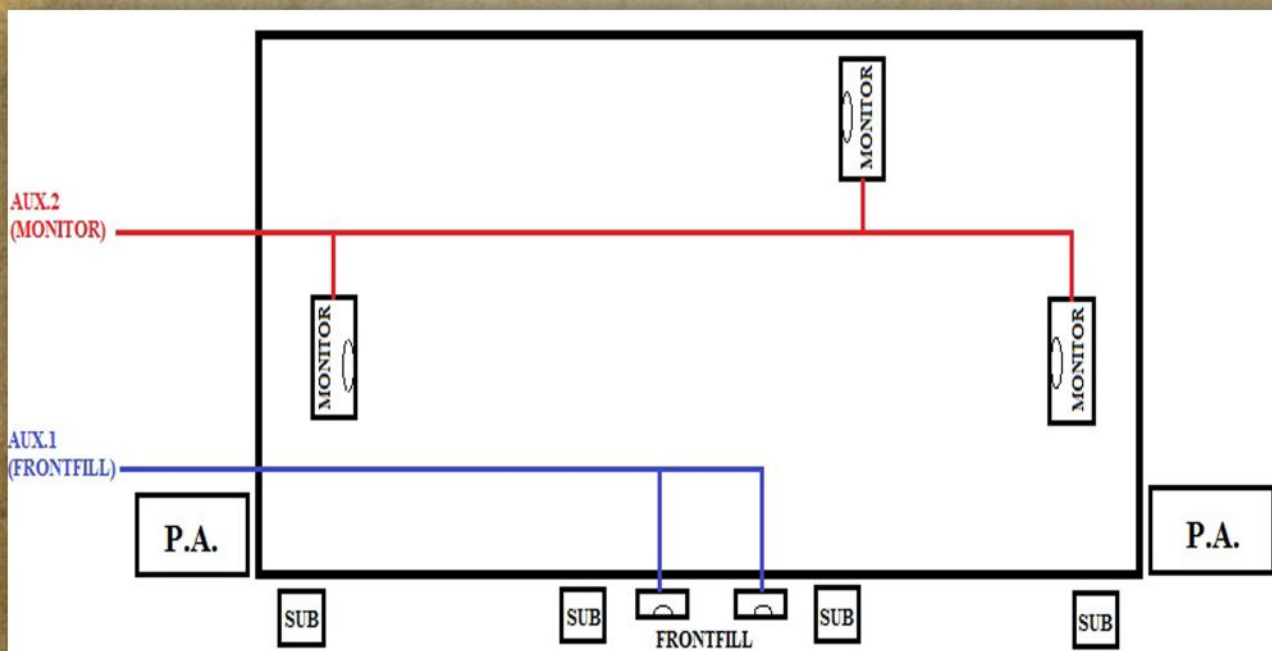 MONITOR
AUX.2
(MONITOR)
MONITOR
MONITOR
AUX.1
(FRONTFILL)
P.A.
P.A.
SUB
SUB
SUB
SUB
FRONTFILL